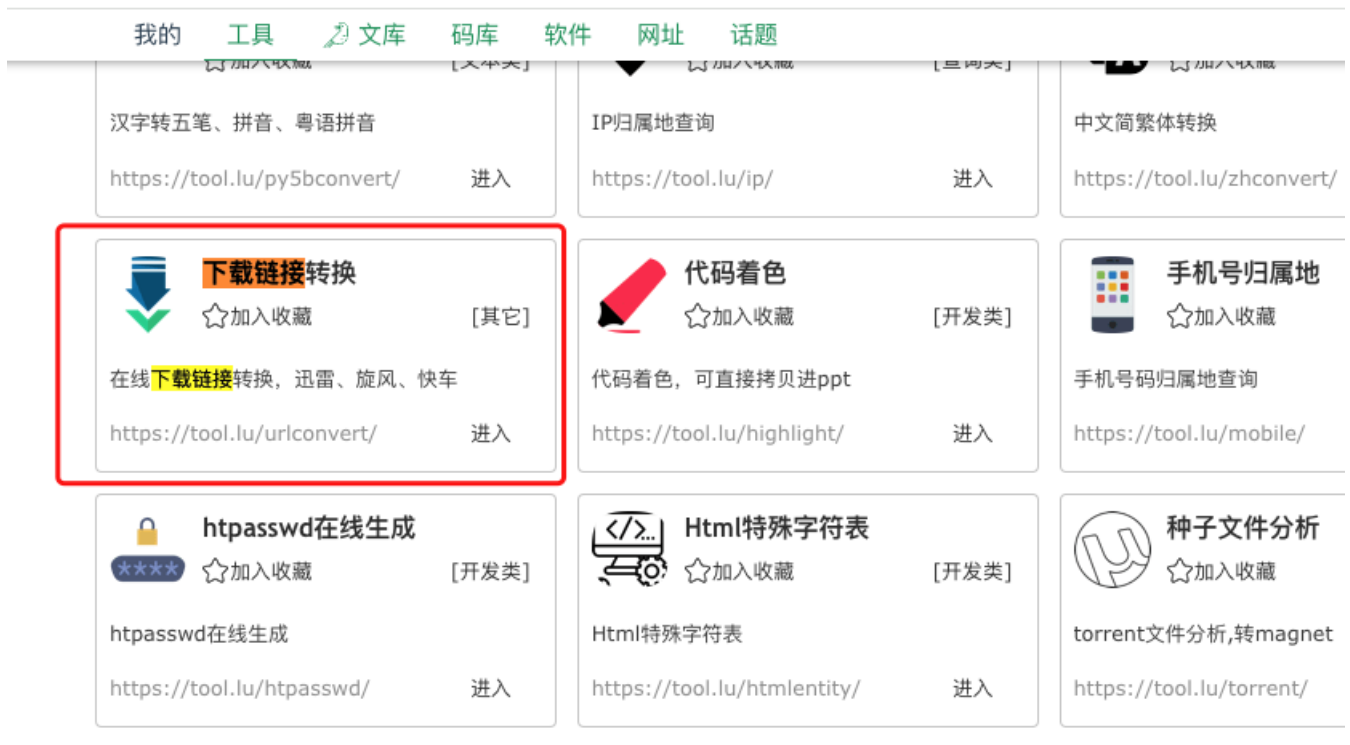 我的 工具 文库 码库 软件 网址 话题
加入收藏 [文本类] 加入收藏 [查询类] 加入收藏
汉字转五笔、拼音、粤语拼音 IP归属地查询 中文简繁体转换
https://tool.lu/py5bconvert/ 进入 https://tool.lu/ip/ 进入 https://tool.lu/zhconvert/
下载链接转换 代码着色 手机号归属地
加入收藏 [其它] 加入收藏 [开发类] 加入收藏
在线下载链接转换，迅雷、旋风、快车 代码着色，可直接拷贝进ppt 手机号码归属地查询
https://tool.lu/urlconvert/ 进入 https://tool.lu/highlight/ 进入 https://tool.lu/mobile/
htpasswd在线生成 Html特殊字符表 种子文件分析
**** 加入收藏 [开发类] </>... 加入收藏 [开发类] 加入收藏
htpasswd在线生成 Html特殊字符表 torrent文件分析,转magnet
https://tool.lu/htpasswd/ 进入 https://tool.lu/htmlentity/ 进入 https://tool.lu/torrent/